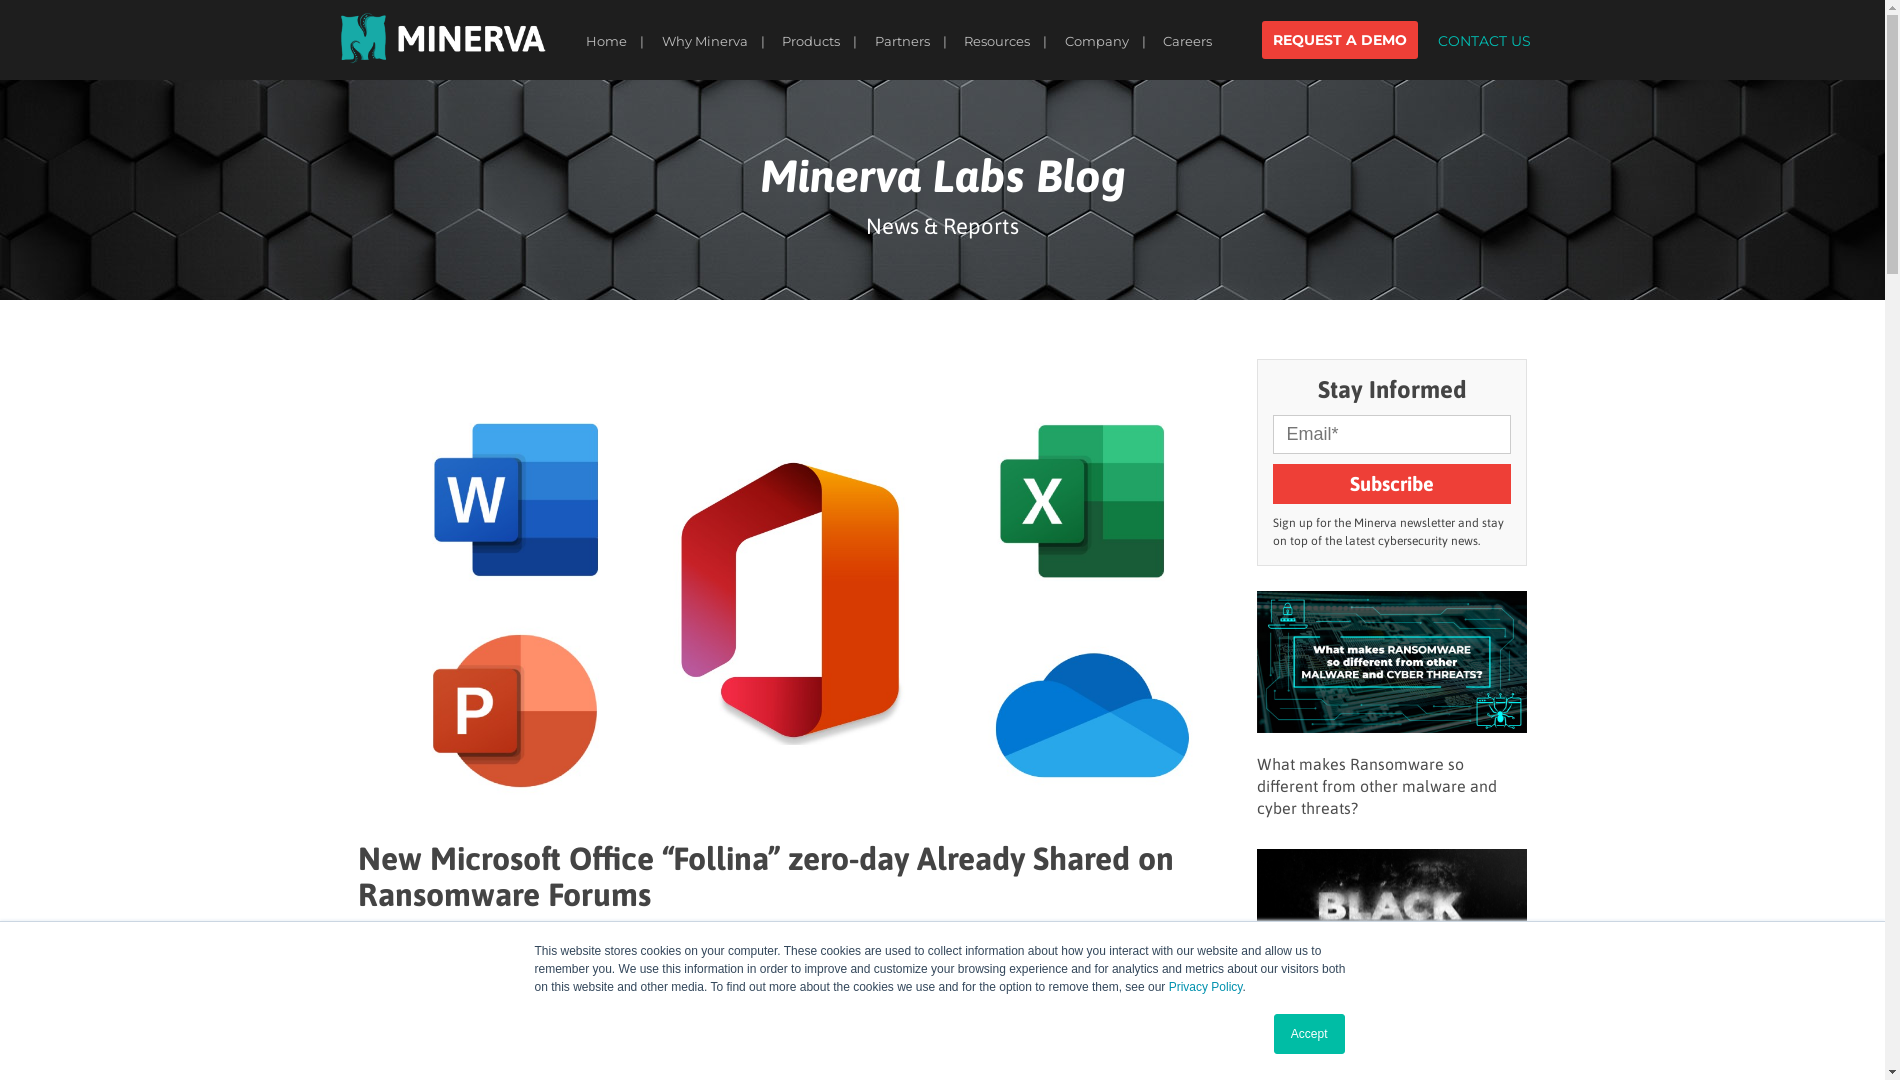 MINERVA
Home | Why Minerva | Products | Partners | Resources | Company | Careers
REQUEST A DEMO
CONTACT US
Minerva Labs Blog
News & Reports
Stay Informed
Email*
Subscribe
Sign up for the Minerva newsletter and stay
on top of the latest cybersecurity news.
W
X
P
What makes RANSOMWARE
so different from other
MALWARE and CYBER THREATS?
What makes Ransomware so
different from other malware and
cyber threats?
New Microsoft Office “Follina” zero-day Already Shared on
Ransomware Forums
BLACK
This website stores cookies on your computer. These cookies are used to collect information about how you interact with our website and allow us to
remember you. We use this information in order to improve and customize your browsing experience and for analytics and metrics about our visitors both
on this website and other media. To find out more about the cookies we use and for the option to remove them, see our Privacy Policy.
Accept